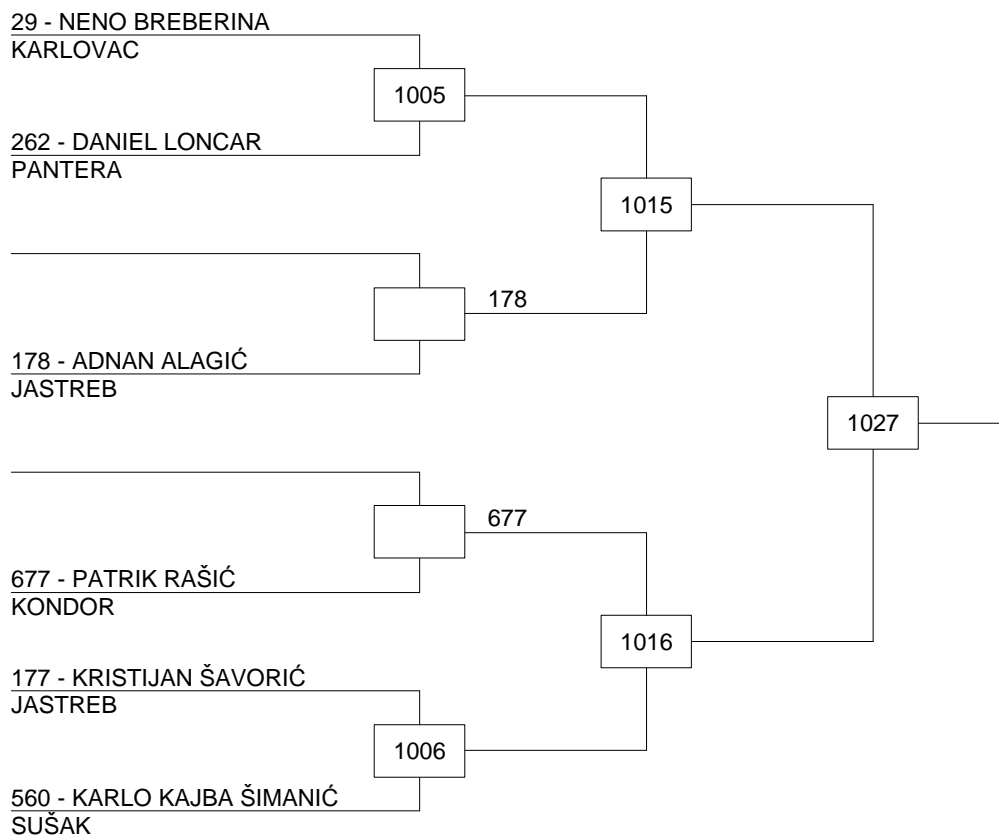 29 - NENO BREBERINA
KARLOVAC
1005
262 - DANIEL LONCAR
PANTERA
1015
178
178 - ADNAN ALAGIĆ
JASTREB
1027
677
677 - PATRIK RAŠIĆ
KONDOR
1016
177 - KRISTIJAN ŠAVORIĆ
JASTREB
1006
560 - KARLO KAJBA ŠIMANIĆ
SUŠAK